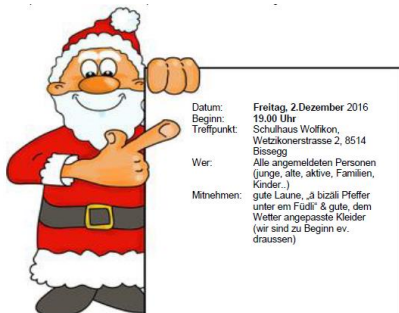 Datum: Freitag, 2.Dezember 2016
Beginn: 19.00 Uhr
Treffpunkt: Schulhaus Wolfikon,
Wetzikonerstrasse 2, 8514
Bissegg
Wer: Alle angemeldeten Personen
(junge, alte, aktive, Familien,
Kinder..)
Mitnehmen: gute Laune, „ä bizäli Pfeffer
unter em Füdli“ & gute, dem
Wetter angepasste Kleider
(wir sind zu Beginn ev.
draussen)